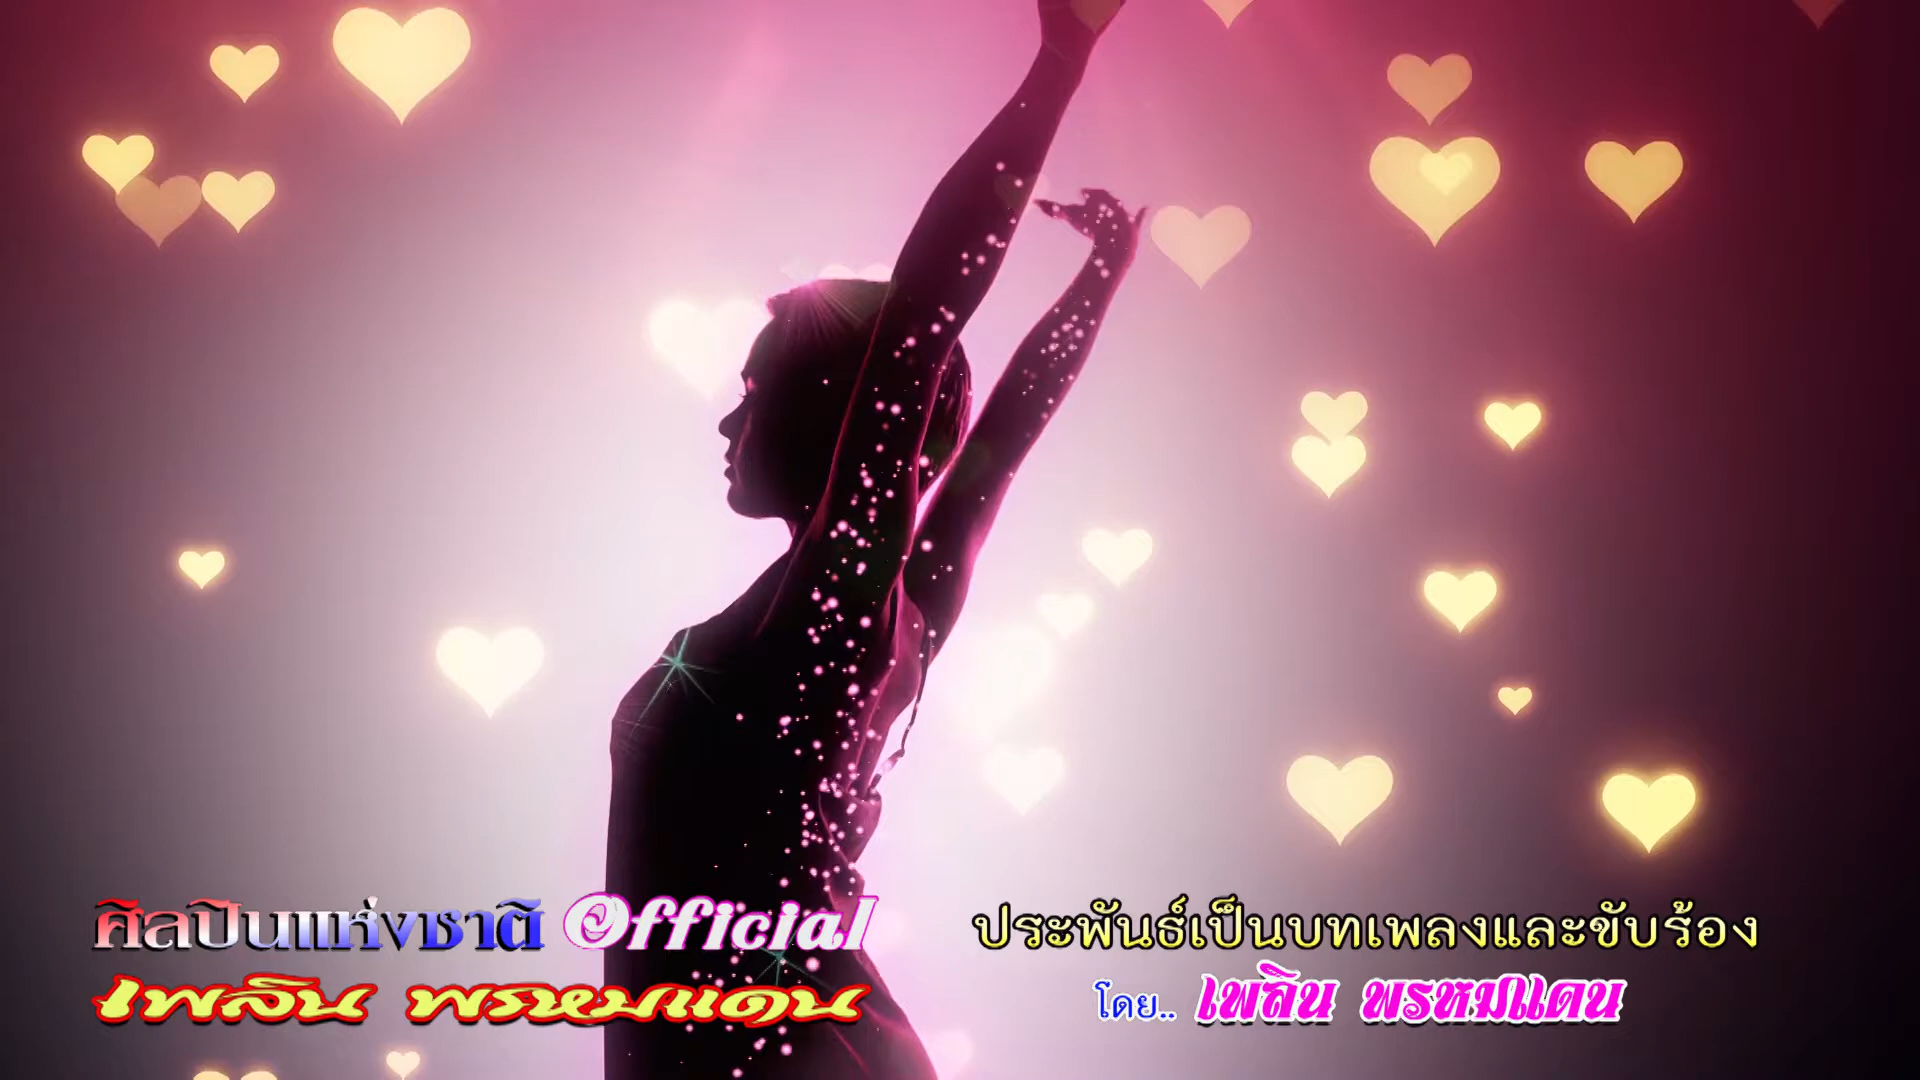 ศิลปินแห่งชาติ Official
เพลิน พรหมแดน
ประพันธ์เป็นบทเพลงและขับร้อง
โดย.. เพลิน พรหมแดน